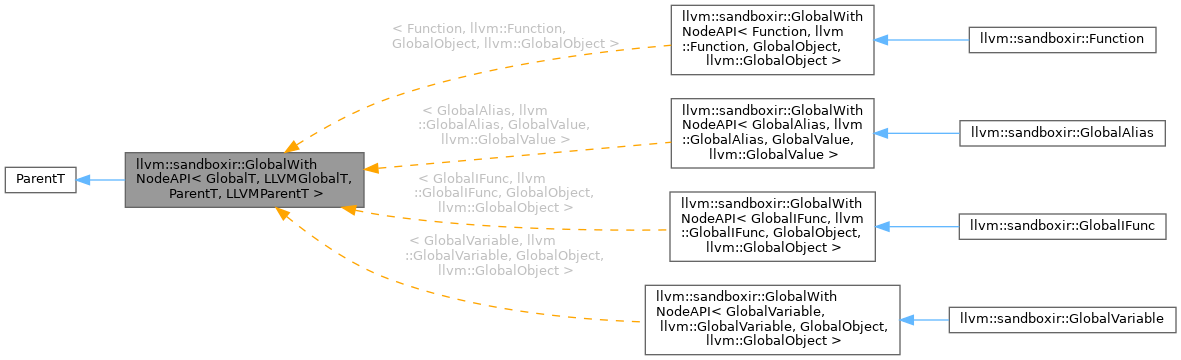 ParentT
llvm::sandboxir::GlobalWith
NodeAPI< GlobalT, LLVMGlobalT,
ParentT, LLVMParentT >
< Function, llvm::Function,
GlobalObject, llvm::GlobalObject >
llvm::sandboxir::GlobalWith
NodeAPI< Function, llvm
::Function, GlobalObject,
llvm::GlobalObject >
llvm::sandboxir::Function
< GlobalAlias, llvm
::GlobalAlias, GlobalValue,
llvm::GlobalValue >
llvm::sandboxir::GlobalWith
NodeAPI< GlobalAlias, llvm
::GlobalAlias, GlobalValue,
llvm::GlobalValue >
llvm::sandboxir::GlobalAlias
< GlobalIFunc, llvm
::GlobalIFunc, GlobalObject,
llvm::GlobalObject >
llvm::sandboxir::GlobalWith
NodeAPI< GlobalIFunc, llvm
::GlobalIFunc, GlobalObject,
llvm::GlobalObject >
llvm::sandboxir::GlobalIFunc
< GlobalVariable, llvm
::GlobalVariable, GlobalObject,
llvm::GlobalObject >
llvm::sandboxir::GlobalWith
NodeAPI< GlobalVariable,
llvm::GlobalVariable, GlobalObject,
llvm::GlobalObject >
llvm::sandboxir::GlobalVariable